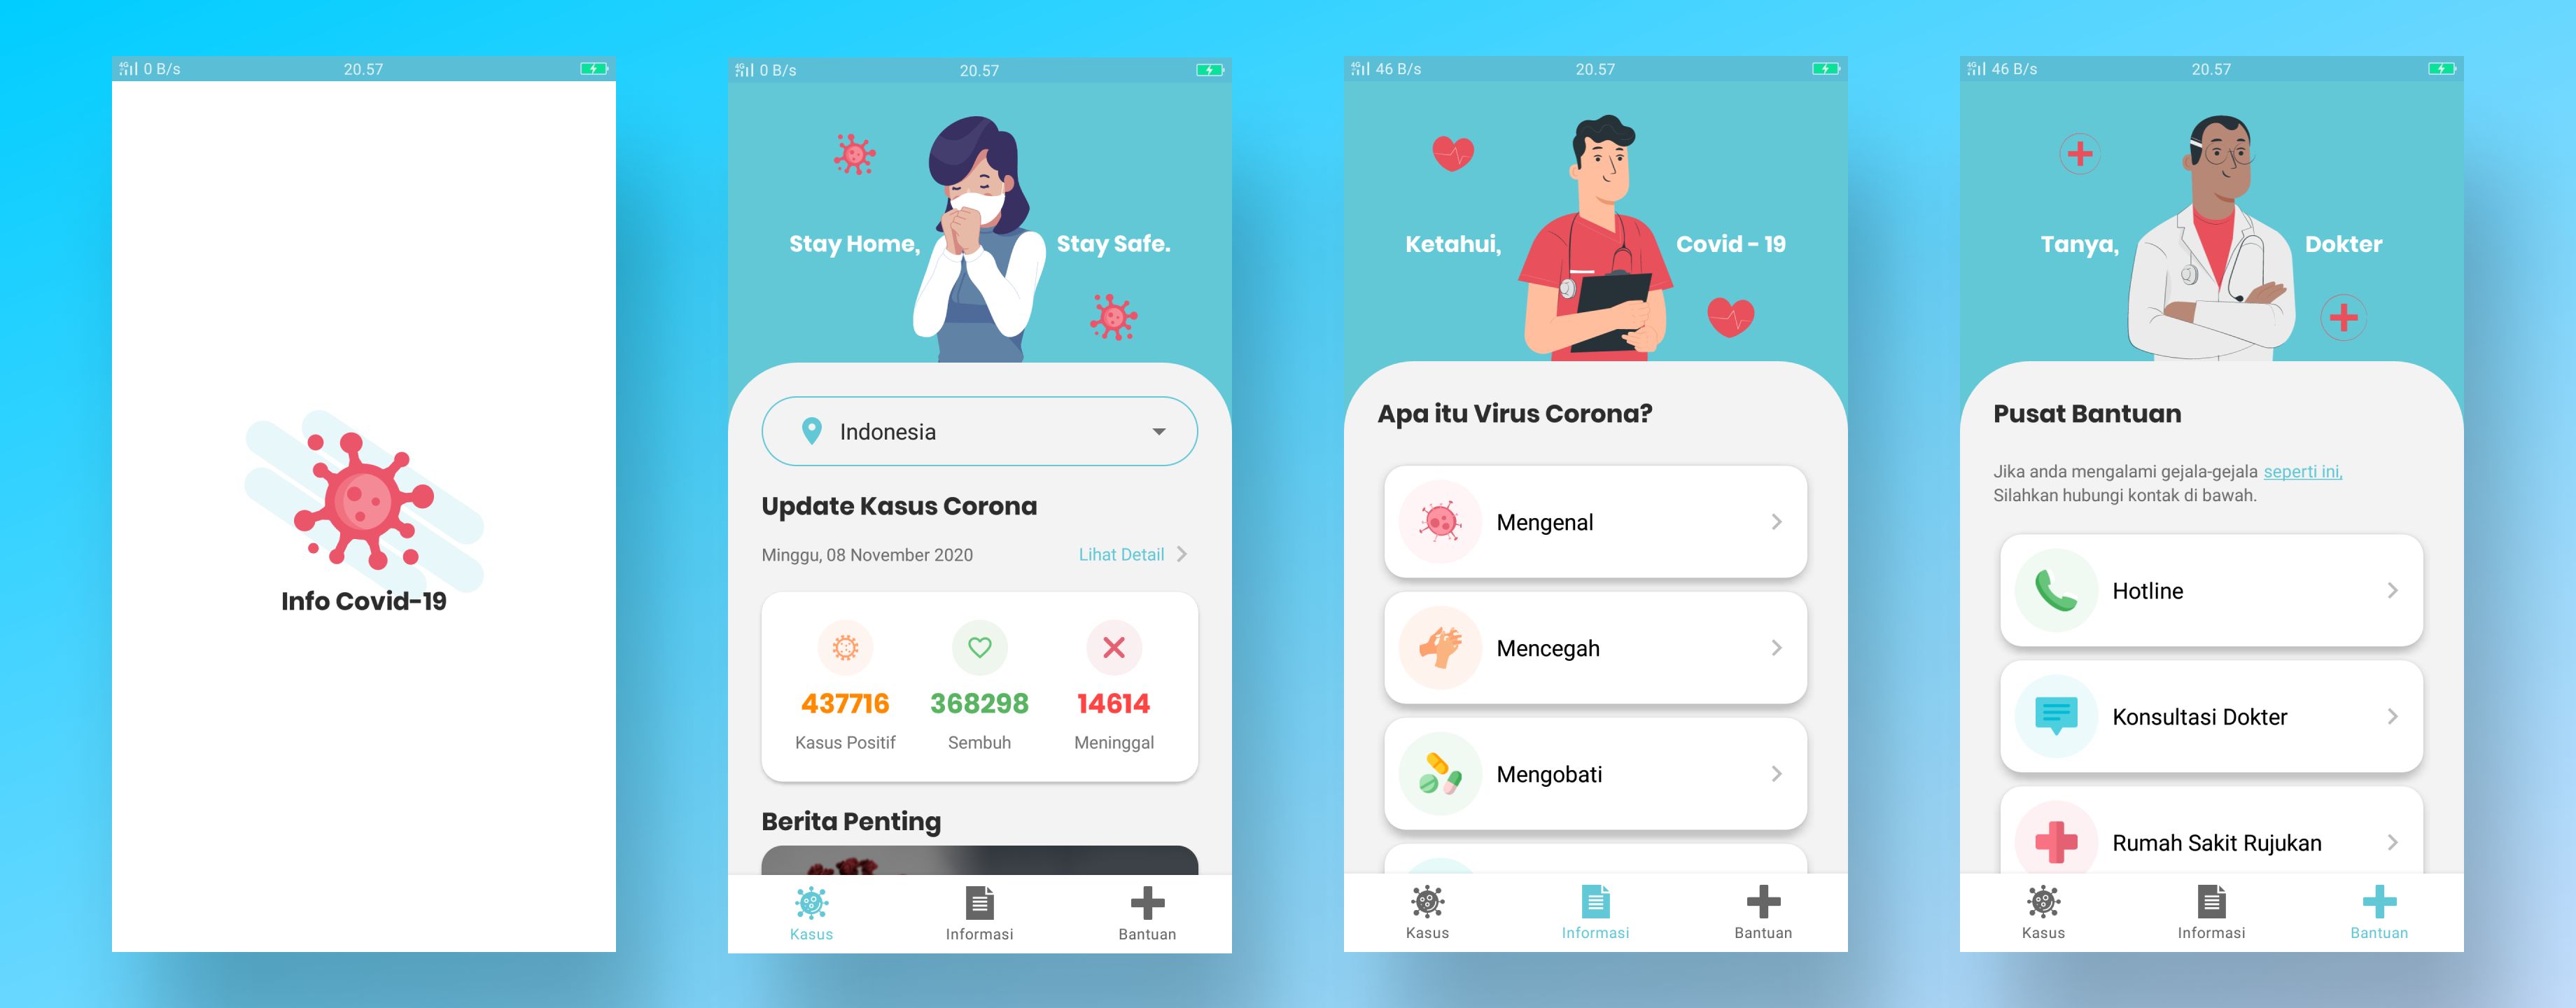 4G 0 B/s 20.57
Info Covid-19
4G 0 B/s 20.57
Stay Home, Stay Safe.
Indonesia
Update Kasus Corona
Minggu, 08 November 2020 Lihat Detail
437716 368298 14614
Kasus Positif Sembuh Meninggal
Berita Penting
Kasus Informasi Bantuan
4G 46 B/s 20.57
Ketahui, Covid - 19
Apa itu Virus Corona?
Mengenal
Mencegah
Mengobati
Kasus Informasi Bantuan
4G 46 B/s 20.57
Tanya, Dokter
Pusat Bantuan
Jika anda mengalami gejala-gejala seperti ini,
Silahkan hubungi kontak di bawah.
Hotline
Konsultasi Dokter
Rumah Sakit Rujukan
Kasus Informasi Bantuan